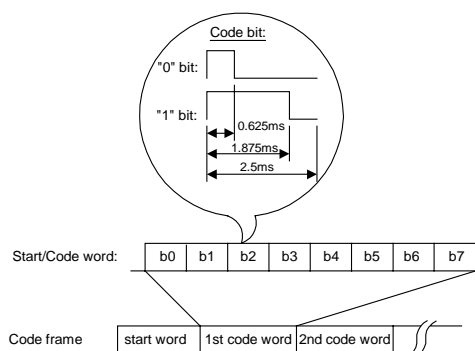 Code bit:
"0" bit:
"1" bit:
0.625ms
1.875ms
2.5ms
Start/Code word: b0 b1 b2 b3 b4 b5 b6 b7
Code frame start word 1st code word 2nd code word